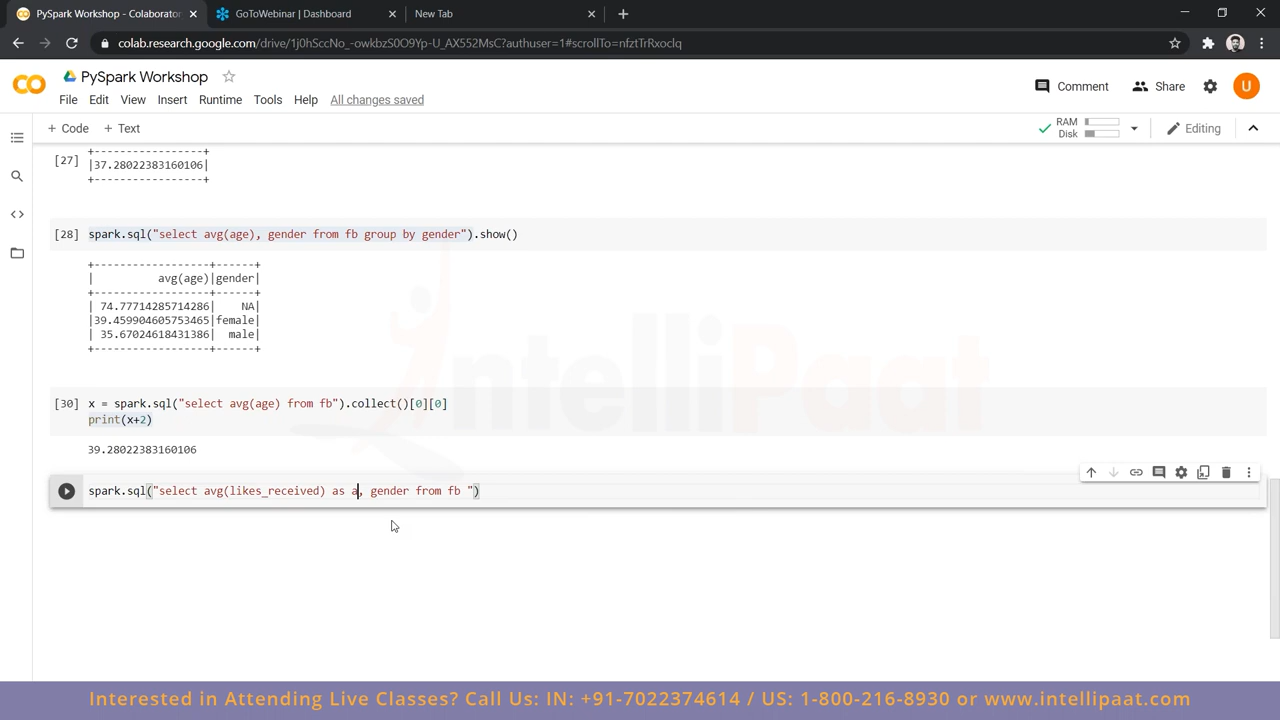 PySpark Workshop - Colaborator
GoToWebinar | Dashboard
New Tab
colab.research.google.com/drive/1j0hSccNo_-owkbzS0O9Yp-U_AX552MsC?authuser=1#scrollTo=nfztTrRxoclq
PySpark Workshop
File Edit View Insert Runtime Tools Help All changes saved
Comment Share U
+ Code + Text
RAM
Disk
Editing
+-----------------+
[27] |37.28022383160106|
+-----------------+
[28] spark.sql("select avg(age), gender from fb group by gender").show()
+-----------------+------+
| avg(age)|gender|
+-----------------+------+
| 74.77714285714286| NA|
|39.459904605753465|female|
| 35.67024618431386| male|
+-----------------+------+
[30] x = spark.sql("select avg(age) from fb").collect()[0][0]
print(x+2)
39.28022383160106
spark.sql("select avg(likes_received) as a, gender from fb ")
IntelliPaat
Interested in Attending Live Classes? Call Us: IN: +91-7022374614 / US: 1-800-216-8930 or www.intellipaat.com